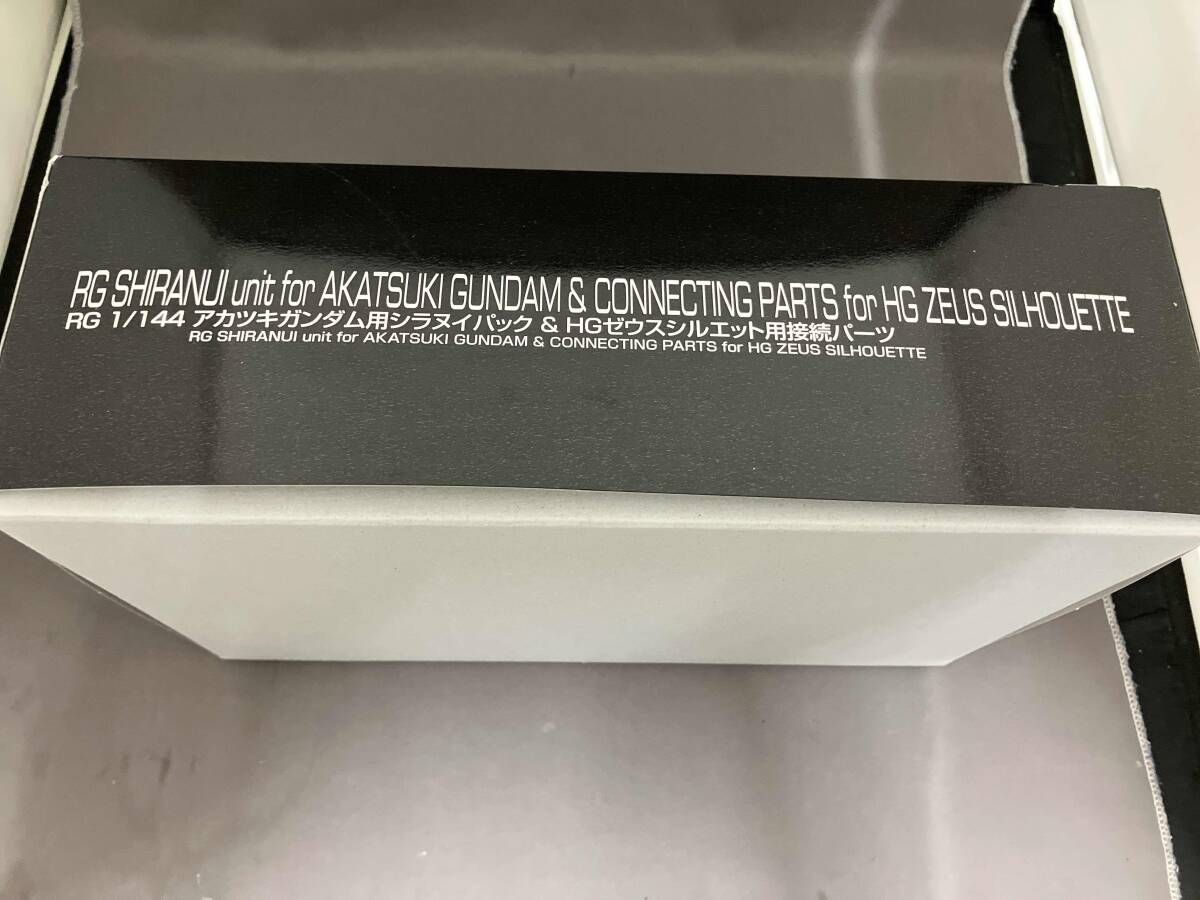 RG SHIRANUI unit for AKATSUKI GUNDAM & CONNECTING PARTS for HG ZEUS SILHOUETTE
RG 1/144 アカツキガンダム用シラヌイパック & HGゼウスシルエット用接続パーツ
RG SHIRANUI unit for AKATSUKI GUNDAM & CONNECTING PARTS for HG ZEUS SILHOUETTE